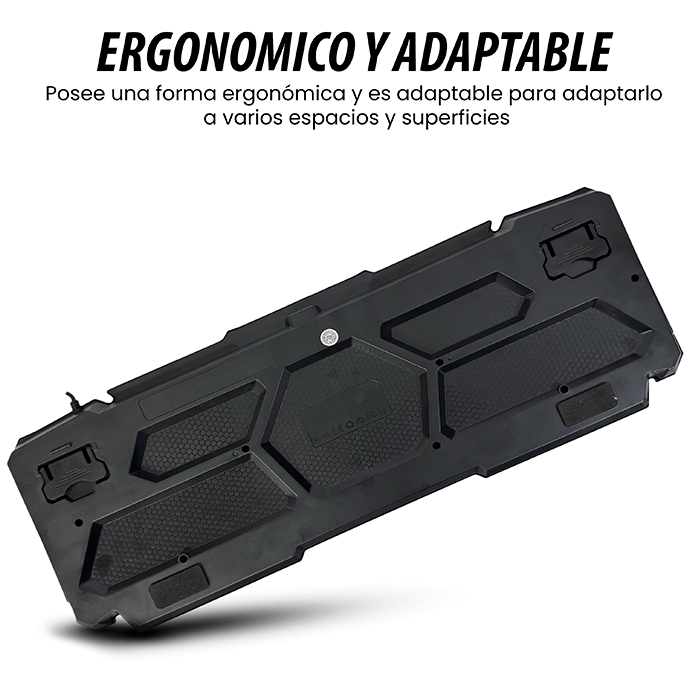 ERGONOMICO Y ADAPTABLE
Posee una forma ergonómica y es adaptable para adaptarlo
a varios espacios y superficies